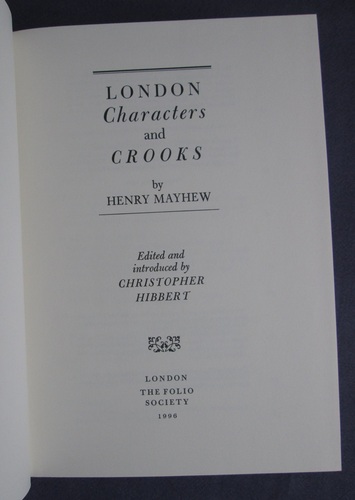 LONDON
Characters
and
CROOKS
by
HENRY MAYHEW
Edited and
introduced by
CHRISTOPHER
HIBBERT
LONDON
THE FOLIO
SOCIETY
1996